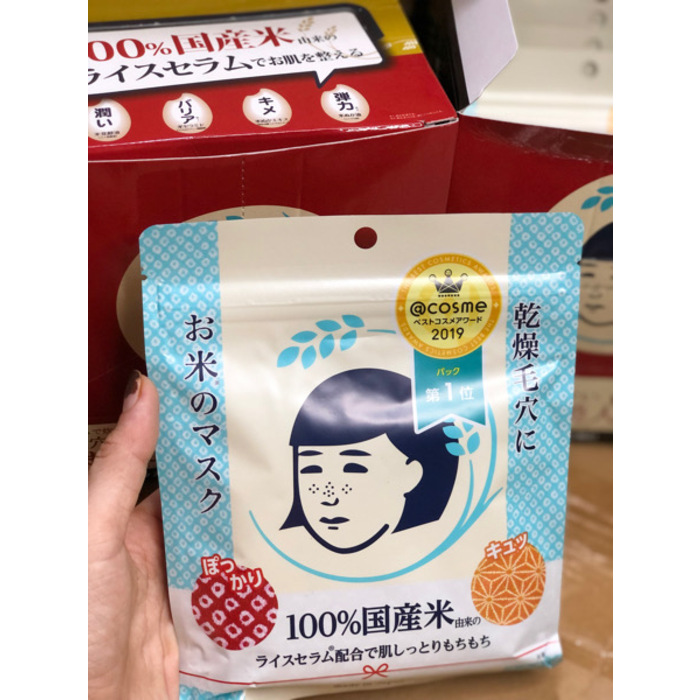 100%国産米由来の
ライスセラムでお肌を整える
潤い
バリア
キメ
弾力
お米のマスク
@cosme
ベストコスメアワード
2019
パック
第1位
乾燥毛穴に
ぽっかり
キュッ
100%国産米由来の
ライスセラム®配合で肌しっとりもちもち